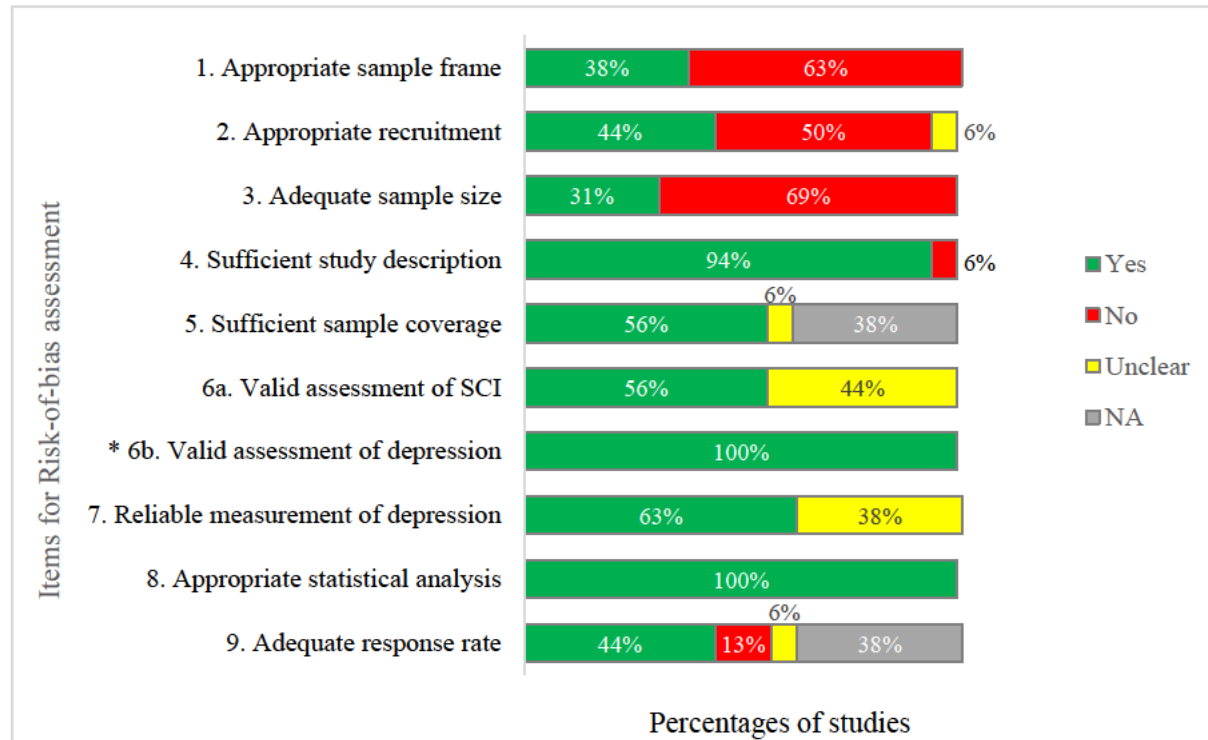 Items for Risk-of-bias assessment
1. Appropriate sample frame 38% 63%
2. Appropriate recruitment 44% 50% 6%
3. Adequate sample size 31% 69%
4. Sufficient study description 94% 6%
6%
5. Sufficient sample coverage 56% 38%
6a. Valid assessment of SCI 56% 44%
* 6b. Valid assessment of depression 100%
7. Reliable measurement of depression 63% 38%
8. Appropriate statistical analysis 100%
6%
9. Adequate response rate 44% 13% 38%
Percentages of studies
Yes
No
Unclear
NA